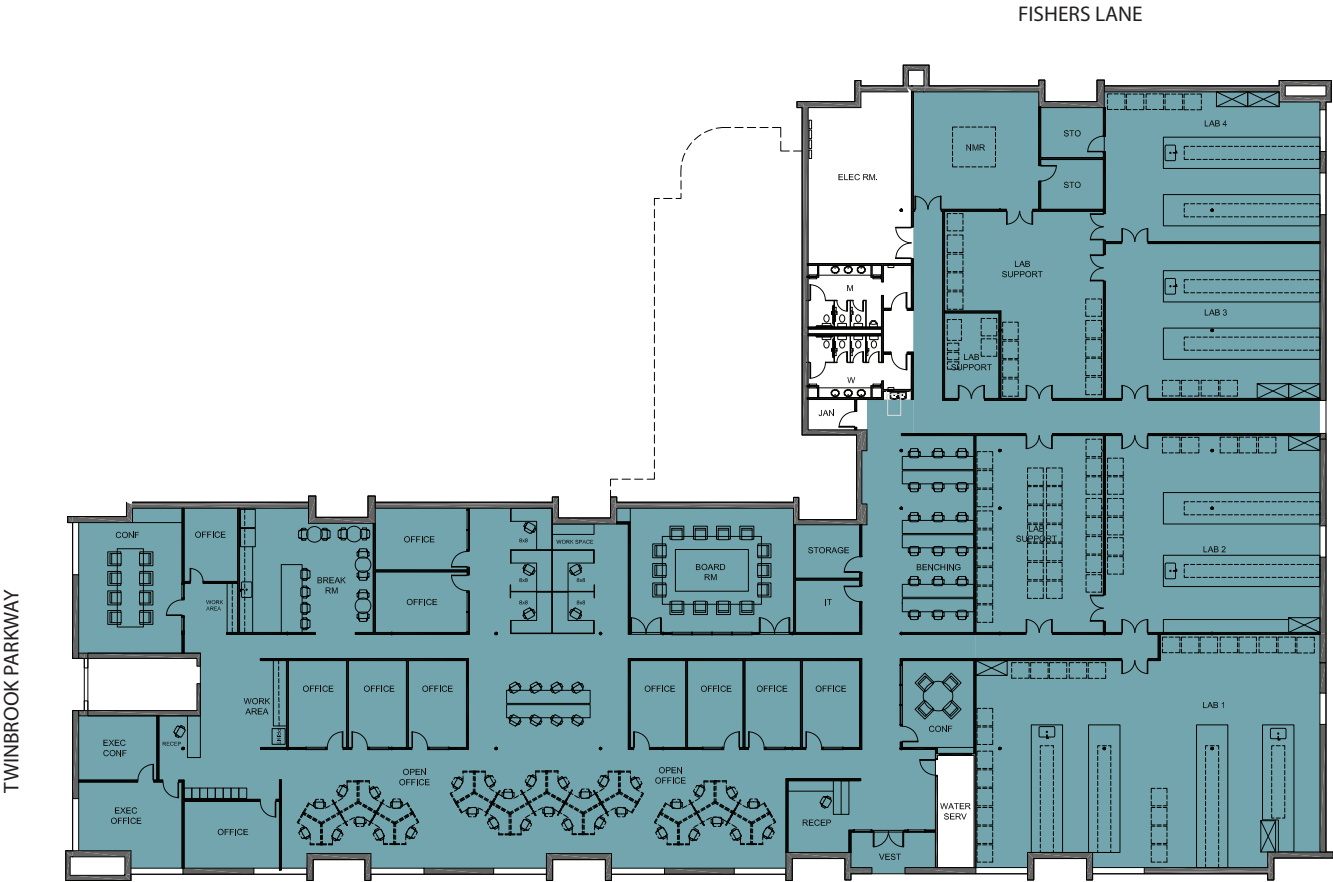 FISHERS LANE
LAB 4
STO
NMR
ELEC RM.
STO
LAB
SUPPORT
M
LAB 3
LAB
SUPPORT
W
JAN
CONF
OFFICE
OFFICE
8x8
WORK SPACE
STORAGE
LAB
SUPPORT
LAB 2
BOARD
RM
BENCHING
BREAK
RM
8x8
8x8
WORK
AREA
OFFICE
8x8
8x8
IT
TWINBROOK PARKWAY
OFFICE
OFFICE
OFFICE
OFFICE
OFFICE
OFFICE
OFFICE
WORK
AREA
LAB 1
CONF
EXEC
CONF
RECEP
OPEN
OFFICE
OPEN
OFFICE
EXEC
OFFICE
WATER
SERV
RECEP
OFFICE
VEST